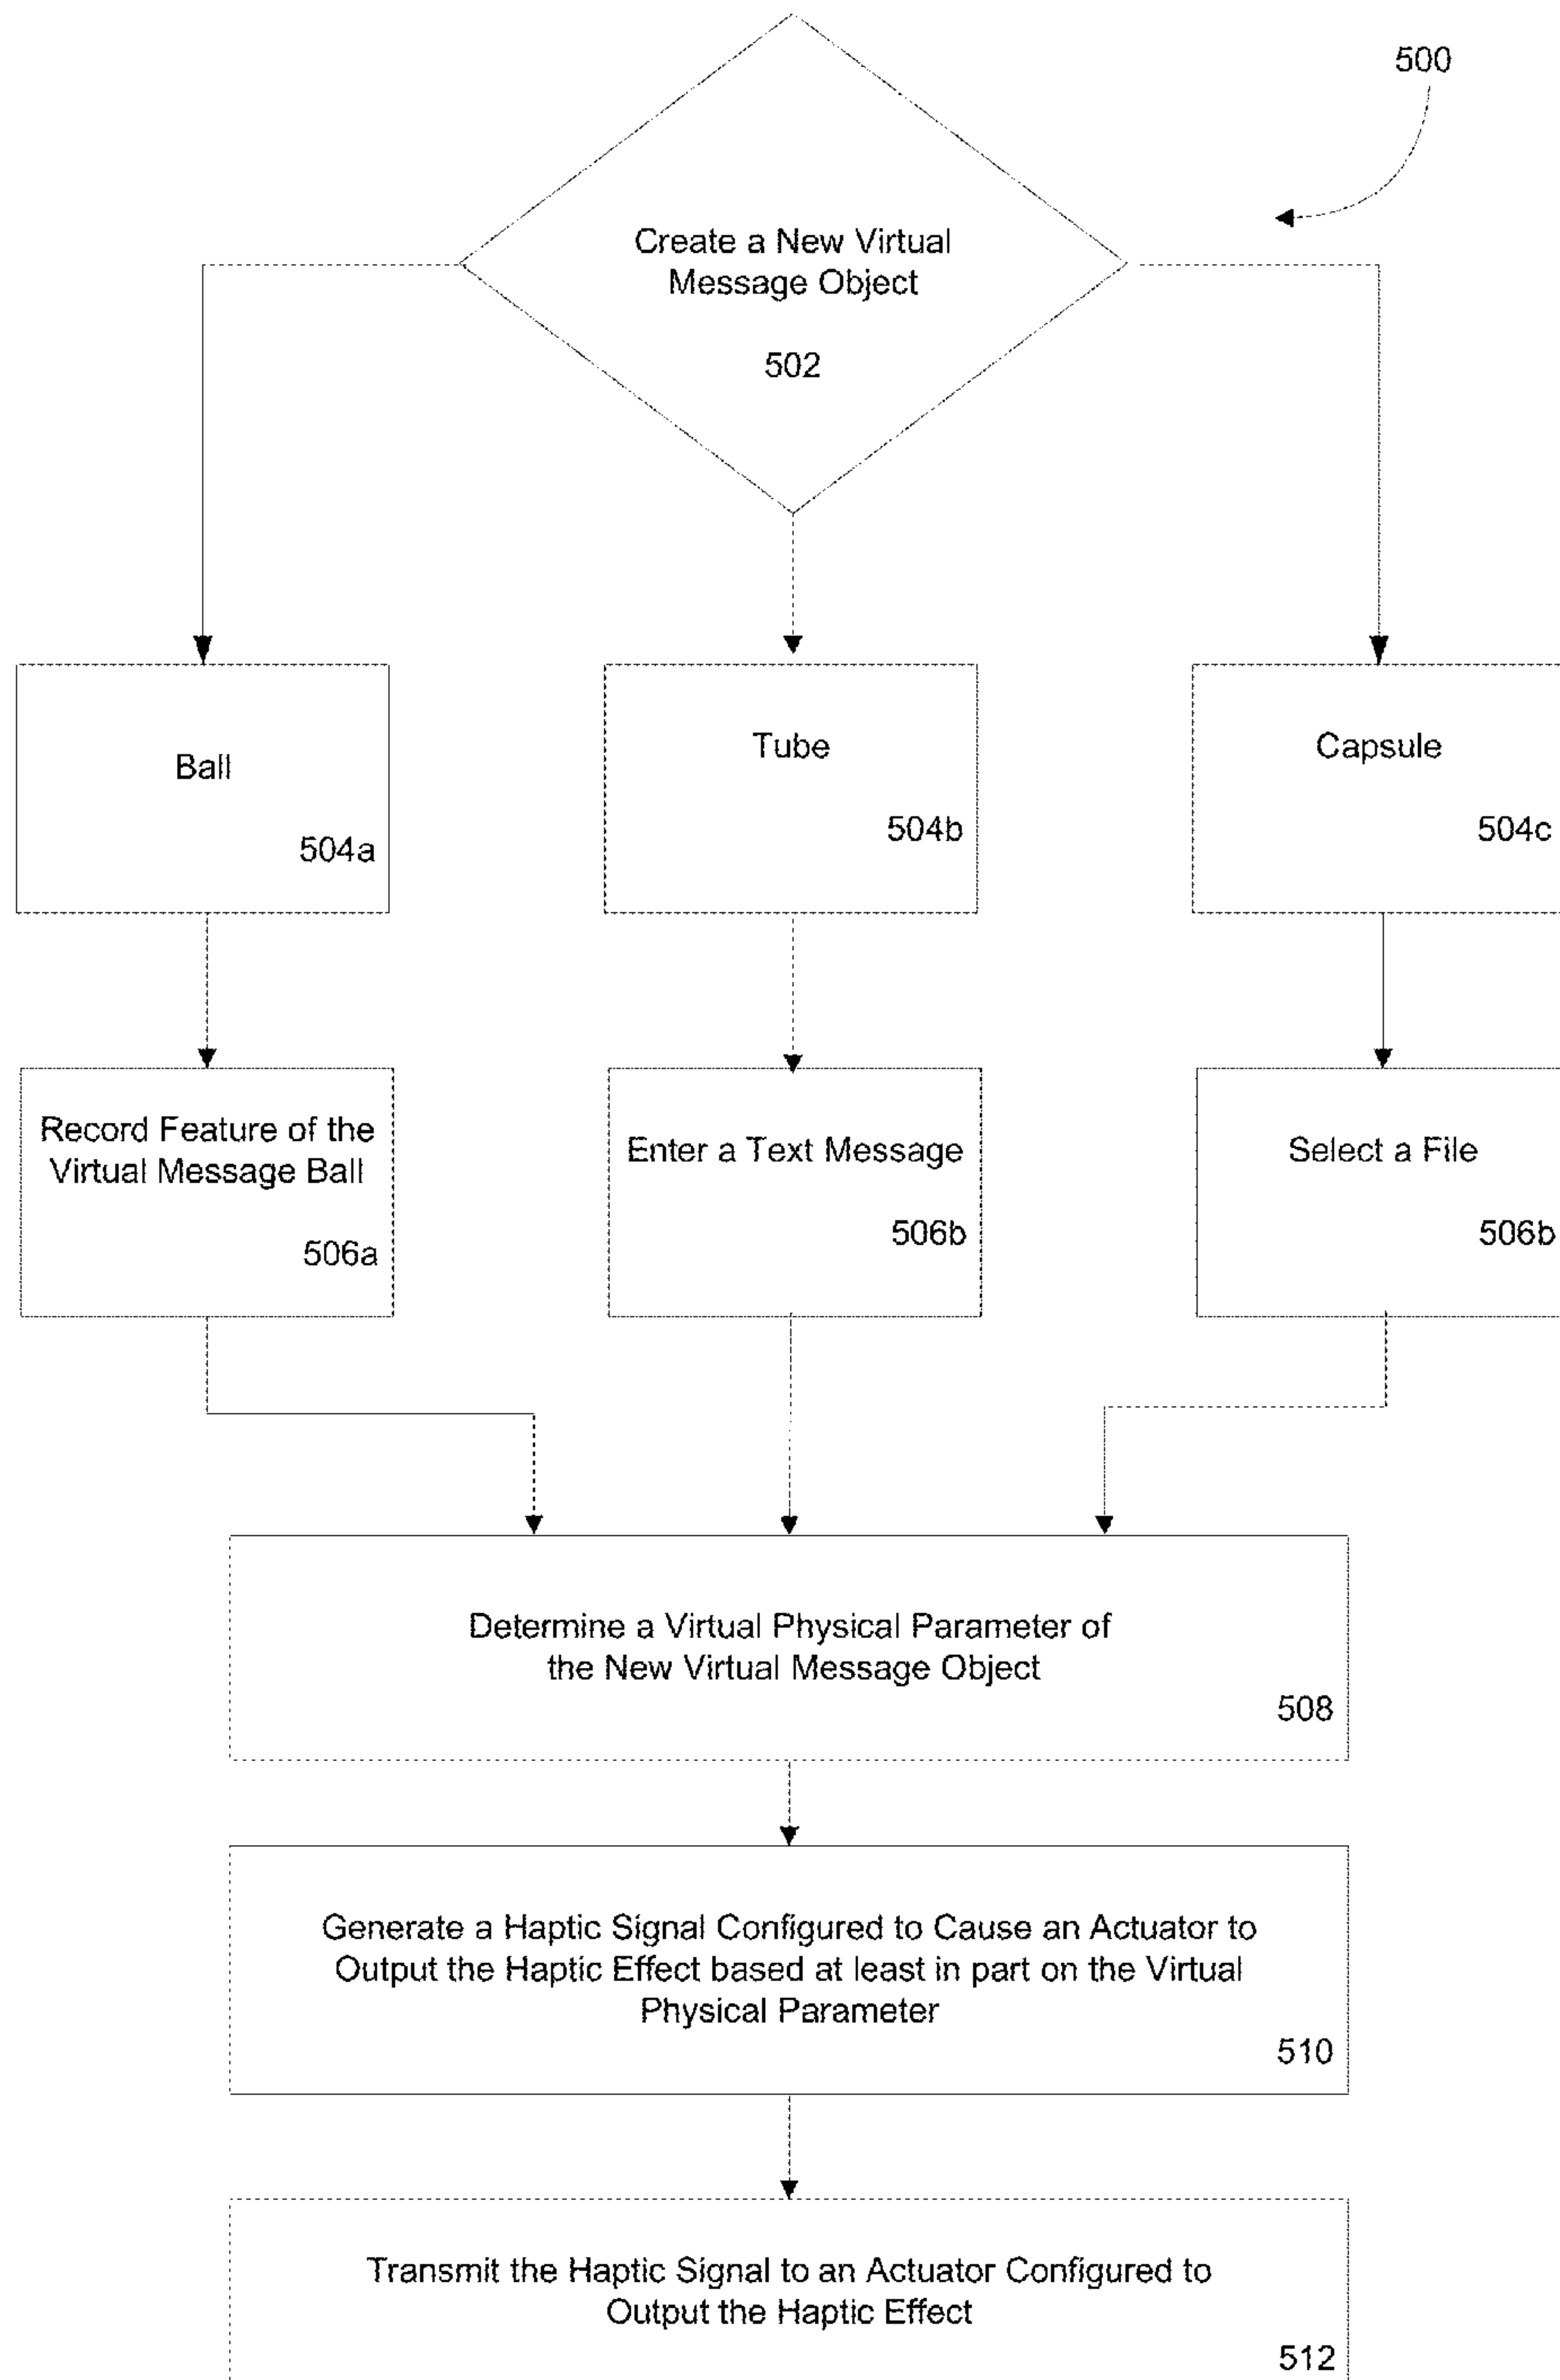 500
Create a New Virtual
Message Object
502
Ball
504a
Tube
504b
Capsule
504c
Record Feature of the
Virtual Message Ball
506a
Enter a Text Message
506b
Select a File
506b
Determine a Virtual Physical Parameter of
the New Virtual Message Object
508
Generate a Haptic Signal Configured to Cause an Actuator to
Output the Haptic Effect based at least in part on the Virtual
Physical Parameter
510
Transmit the Haptic Signal to an Actuator Configured to
Output the Haptic Effect
512